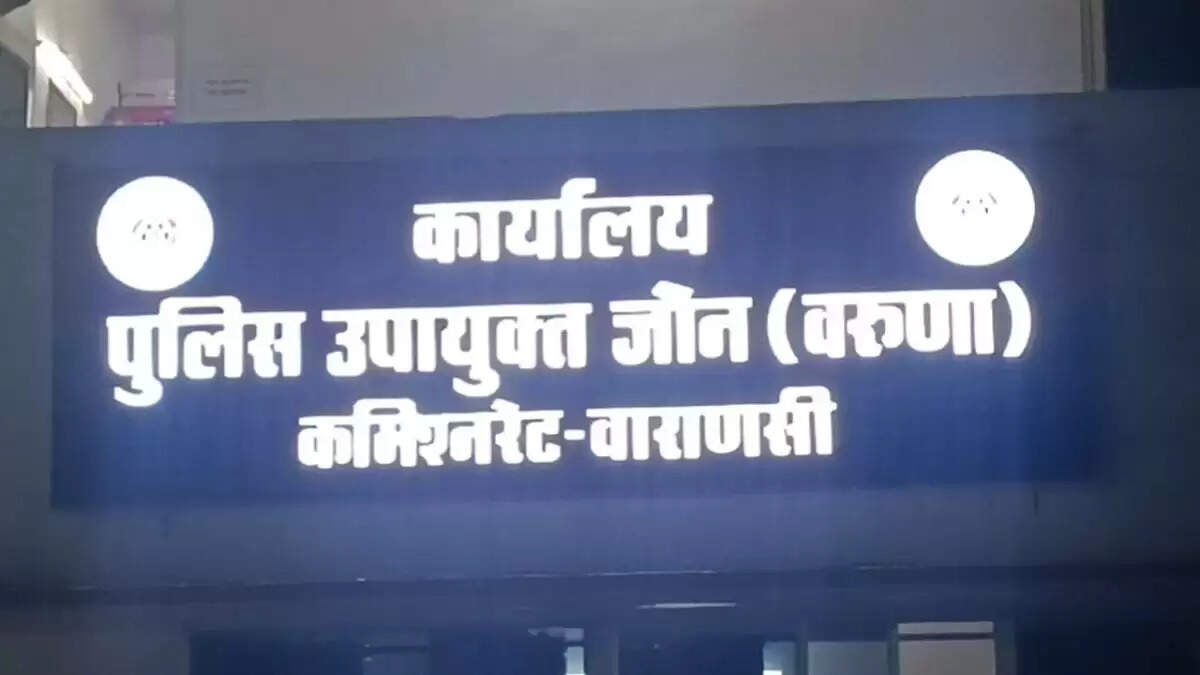 कार्यालय
पुलिस उपायुक्त जोन (वरुणा)
कमिश्नरेट-वाराणसी